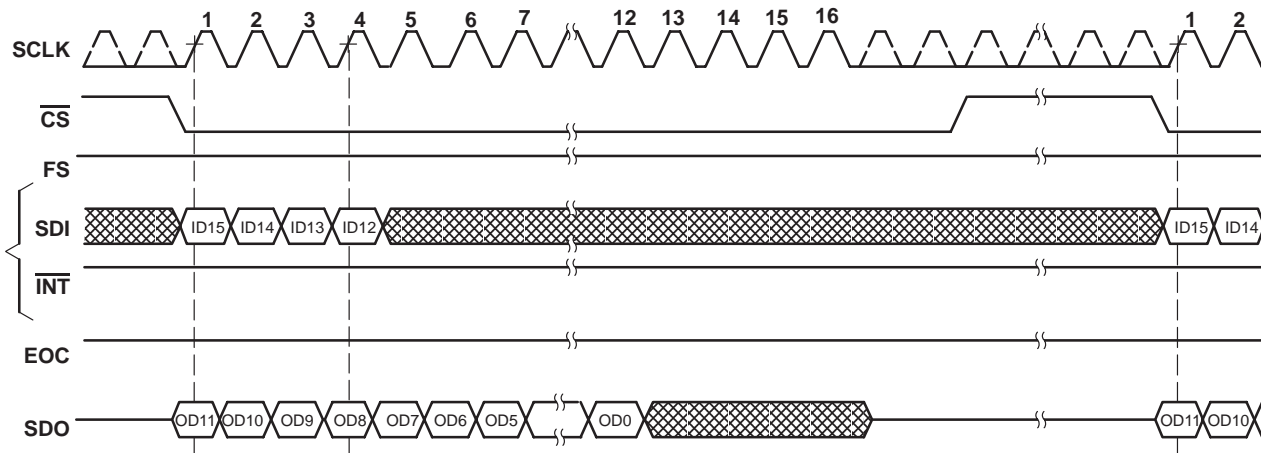 1 2 3 4 5 6 7 12 13 14 15 16 1 2
SCLK
CS
FS
SDI ID15 ID14 ID13 ID12 ID15 ID14
INT
EOC
SDO OD11 OD10 OD9 OD8 OD7 OD6 OD5 OD0 OD11 OD10